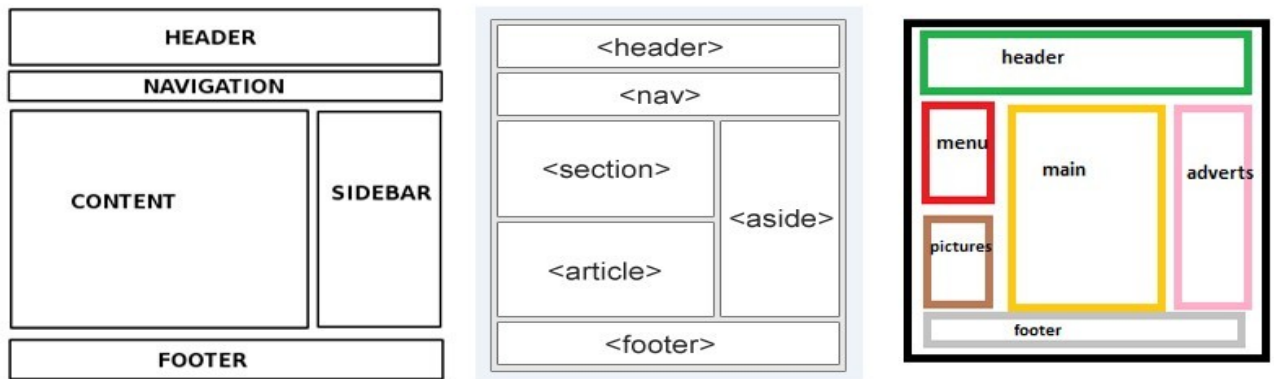 HEADER
NAVIGATION
CONTENT
SIDEBAR
FOOTER
<header>
<nav>
<section>
<aside>
<article>
<footer>
header
menu
main
adverts
pictures
footer